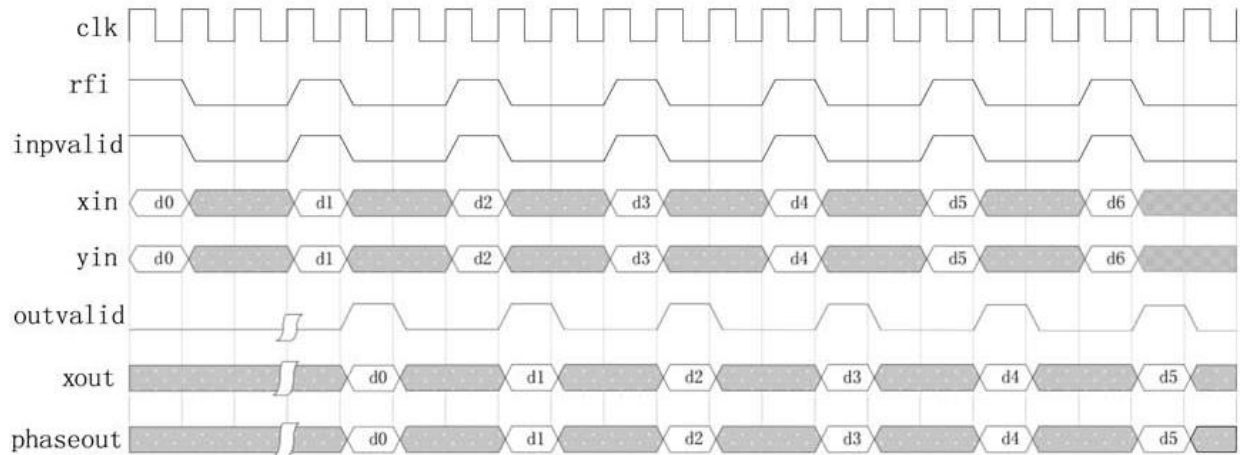 clk
rfi
inpvalid
xin d0 d1 d2 d3 d4 d5 d6
yin d0 d1 d2 d3 d4 d5 d6
outvalid
xout d0 d1 d2 d3 d4 d5
phaseout d0 d1 d2 d3 d4 d5